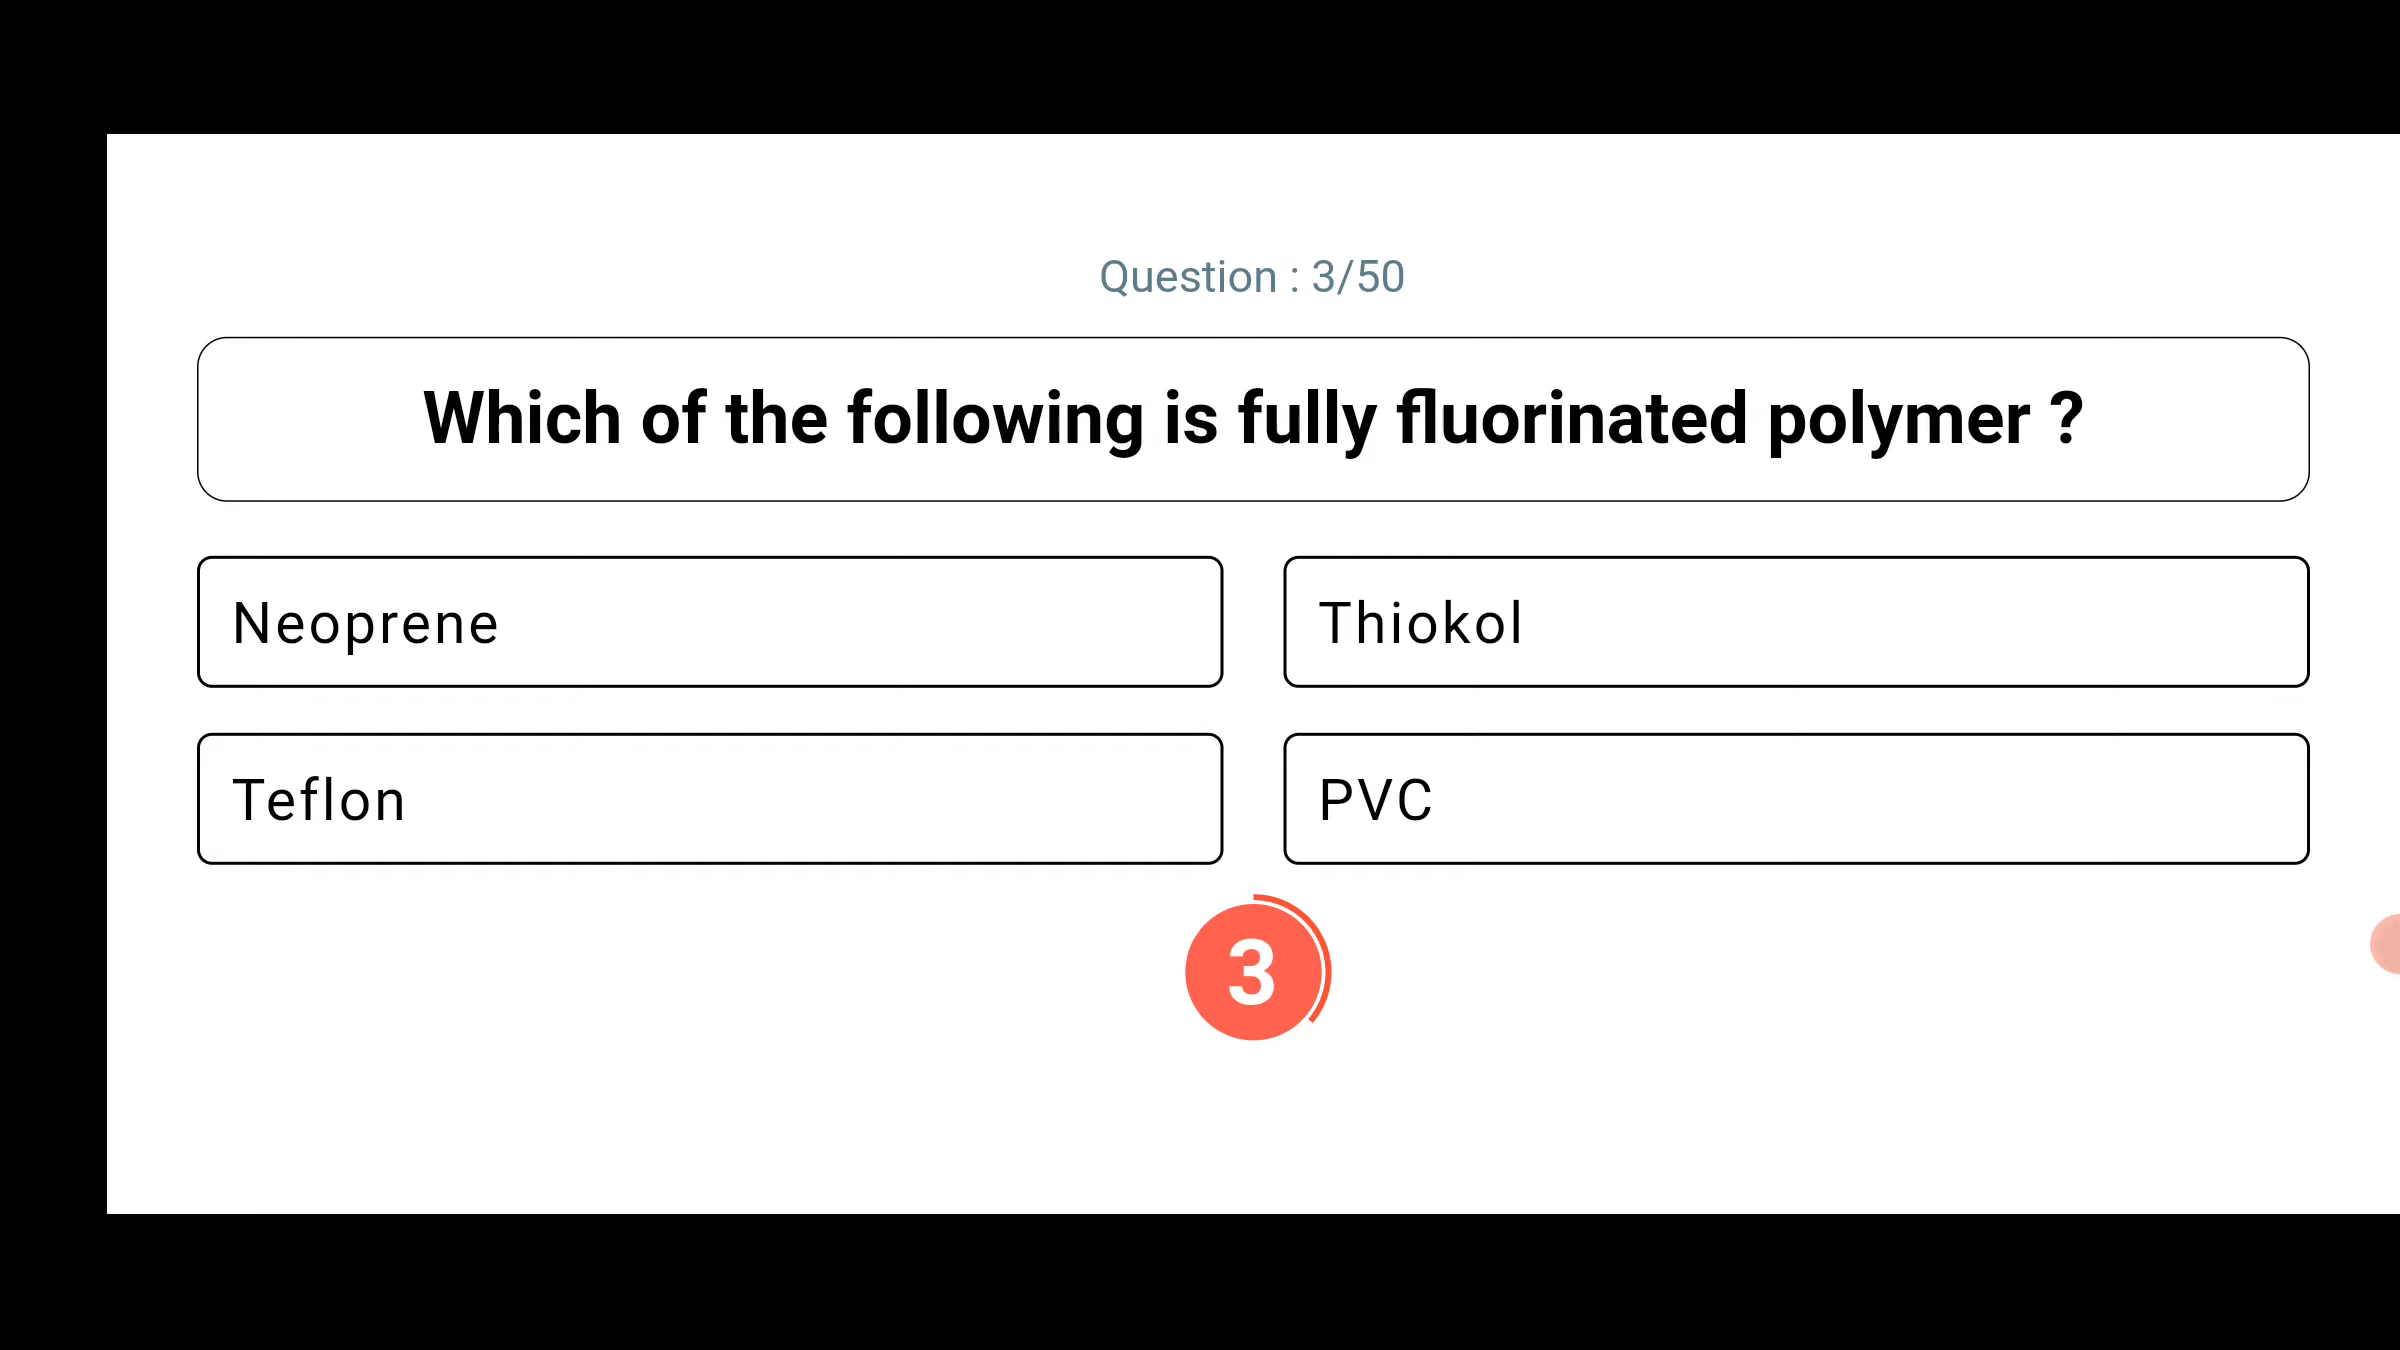 Question : 3/50
Which of the following is fully fluorinated polymer ?
Neoprene
Thiokol
Teflon
PVC
3